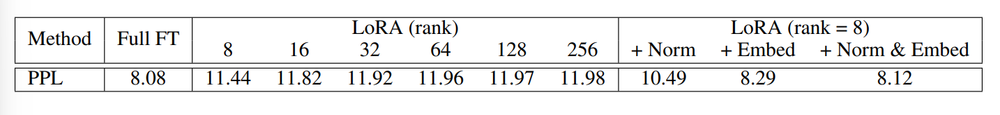 Method Full FT LoRA (rank) LoRA (rank = 8)
8 16 32 64 128 256 + Norm + Embed + Norm & Embed
PPL 8.08 11.44 11.82 11.92 11.96 11.97 11.98 10.49 8.29 8.12